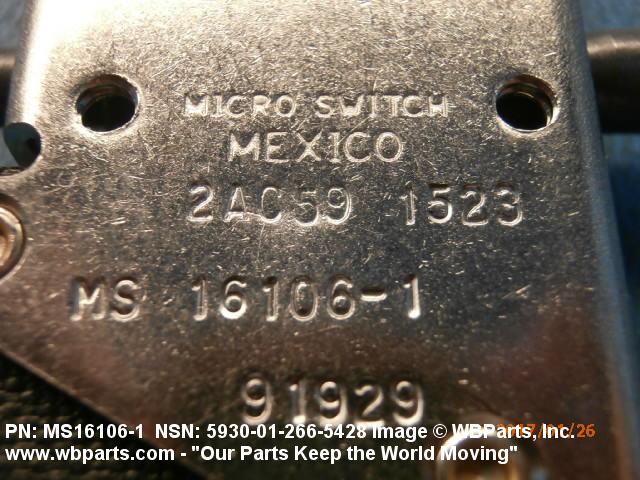 MICRO SWITCH
MEXICO
2AC59 1523
MS 16106-1
91929
PN: MS16106-1 NSN: 5930-01-266-5428 Image © WBParts, Inc.
www.wbparts.com - "Our Parts Keep the World Moving"